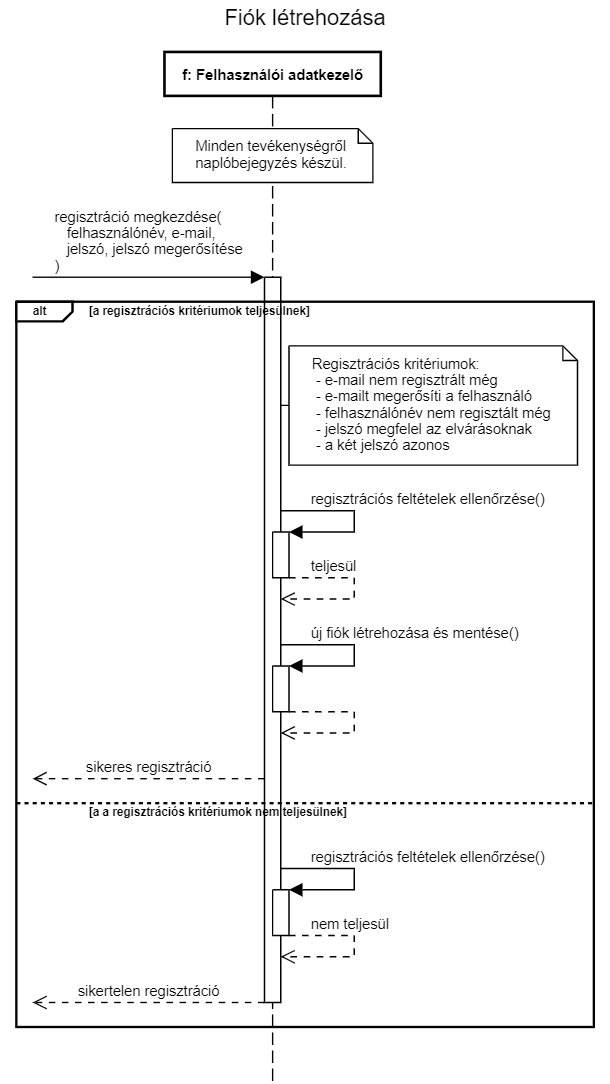 Fiók létrehozása
f: Felhasználói adatkezelő
Minden tevékenységről
naplóbejegyzés készül.
regisztráció megkezdése(
felhasználónév, e-mail,
jelszó, jelszó megerősítése
)
alt
[a regisztrációs kritériumok teljesülnek]
Regisztrációs kritériumok:
- e-mail nem regisztrált még
- e-mailt megerősíti a felhasználó
- felhasználónév nem regisztált még
- jelszó megfelel az elvárásoknak
- a két jelszó azonos
regisztrációs feltételek ellenőrzése()
teljesül
új fiók létrehozása és mentése()
sikeres regisztráció
[a a regisztrációs kritériumok nem teljesülnek]
regisztrációs feltételek ellenőrzése()
nem teljesül
sikertelen regisztráció